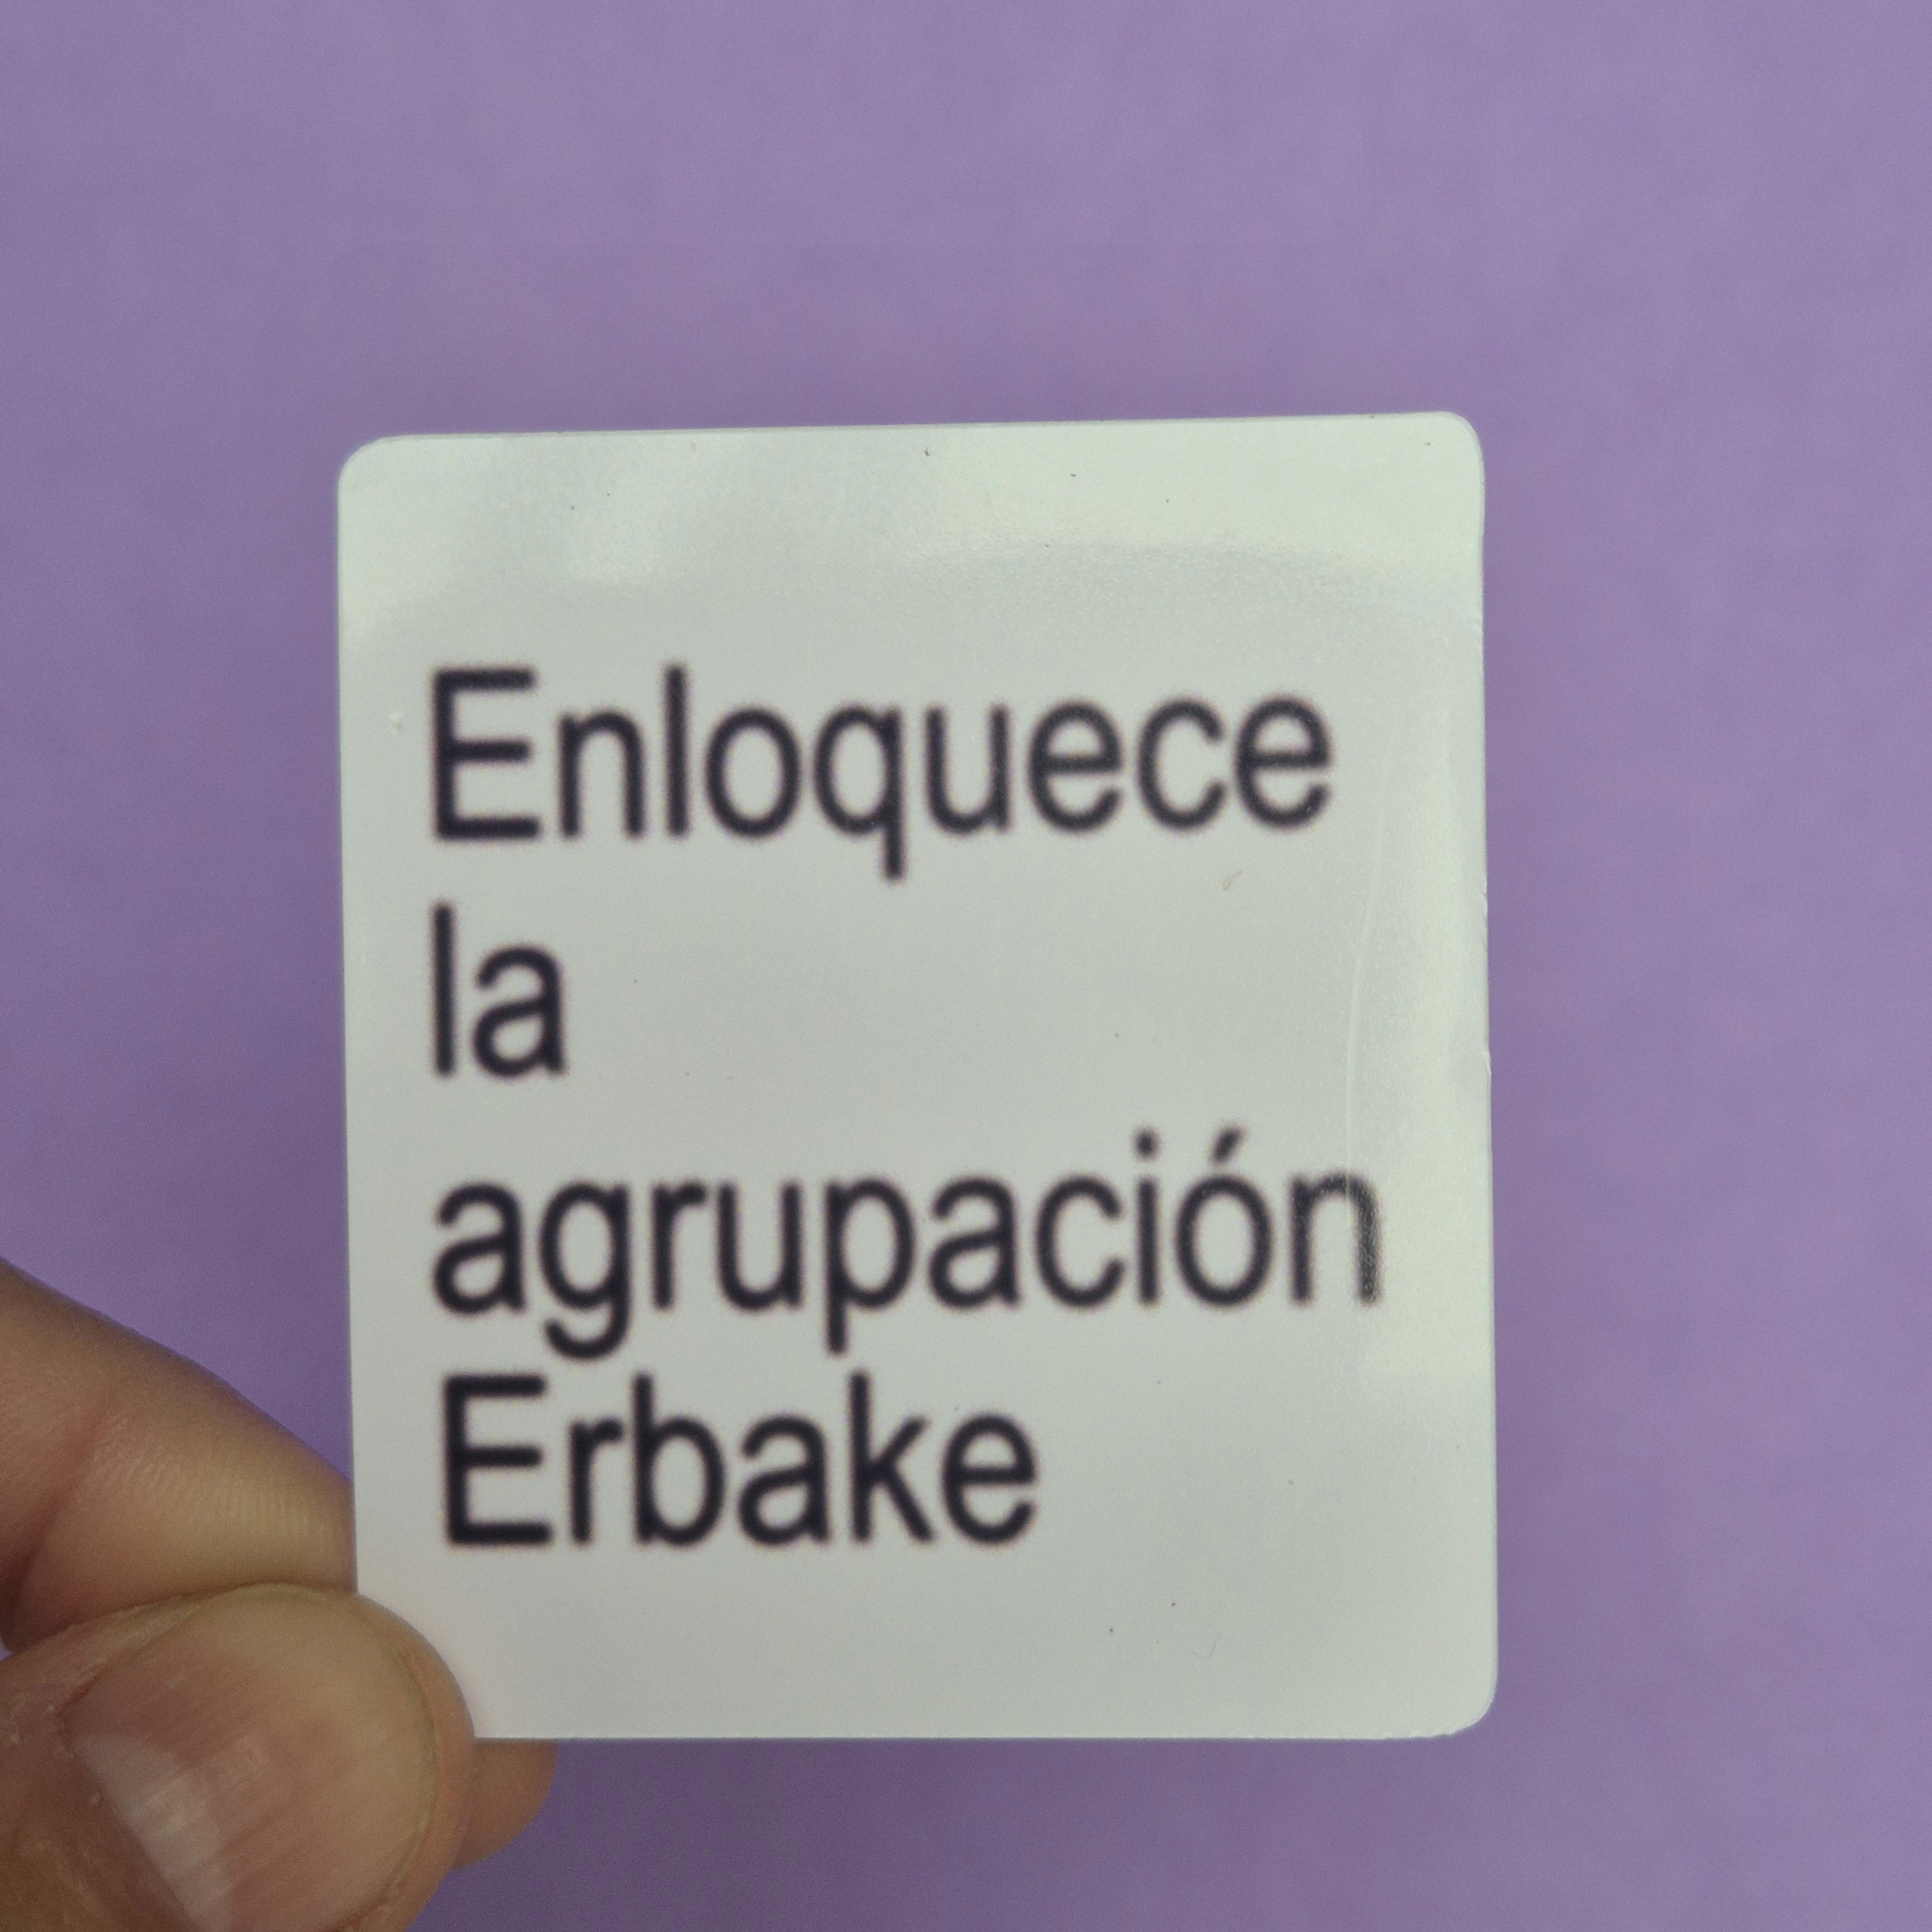 Enloquece
la
agrupación
Erbake